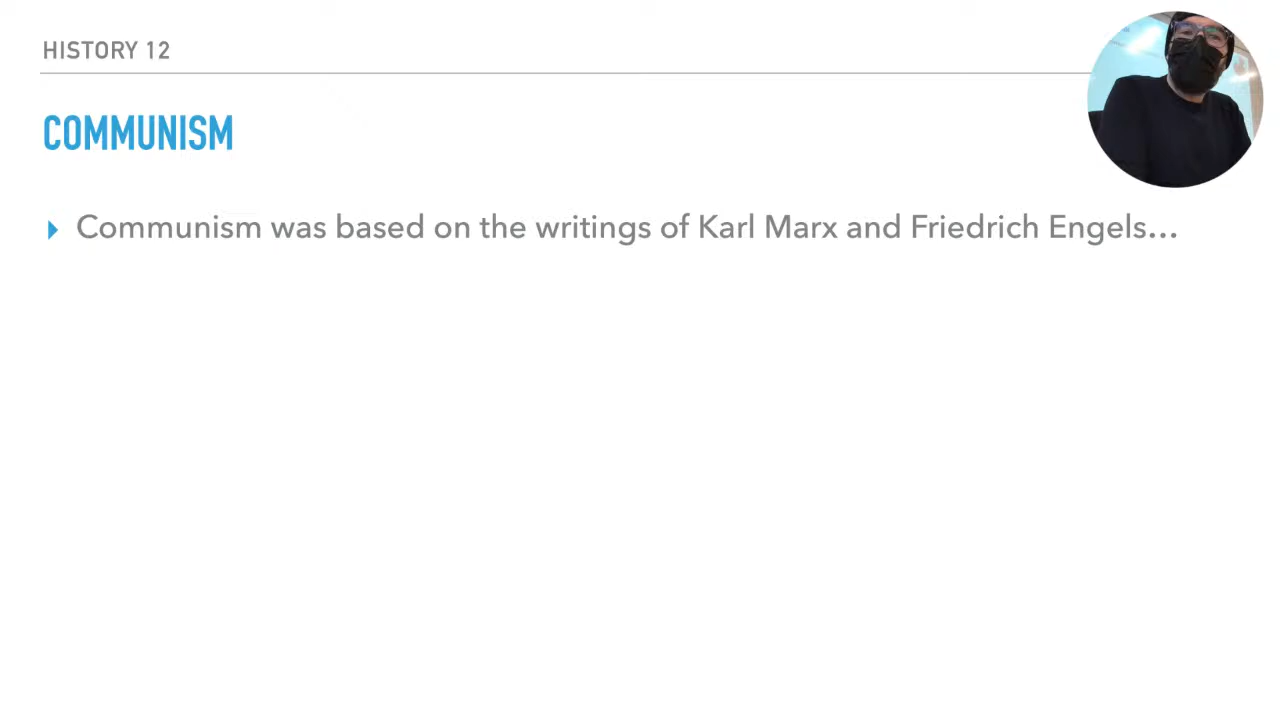 HISTORY 12
COMMUNISM
Communism was based on the writings of Karl Marx and Friedrich Engels…